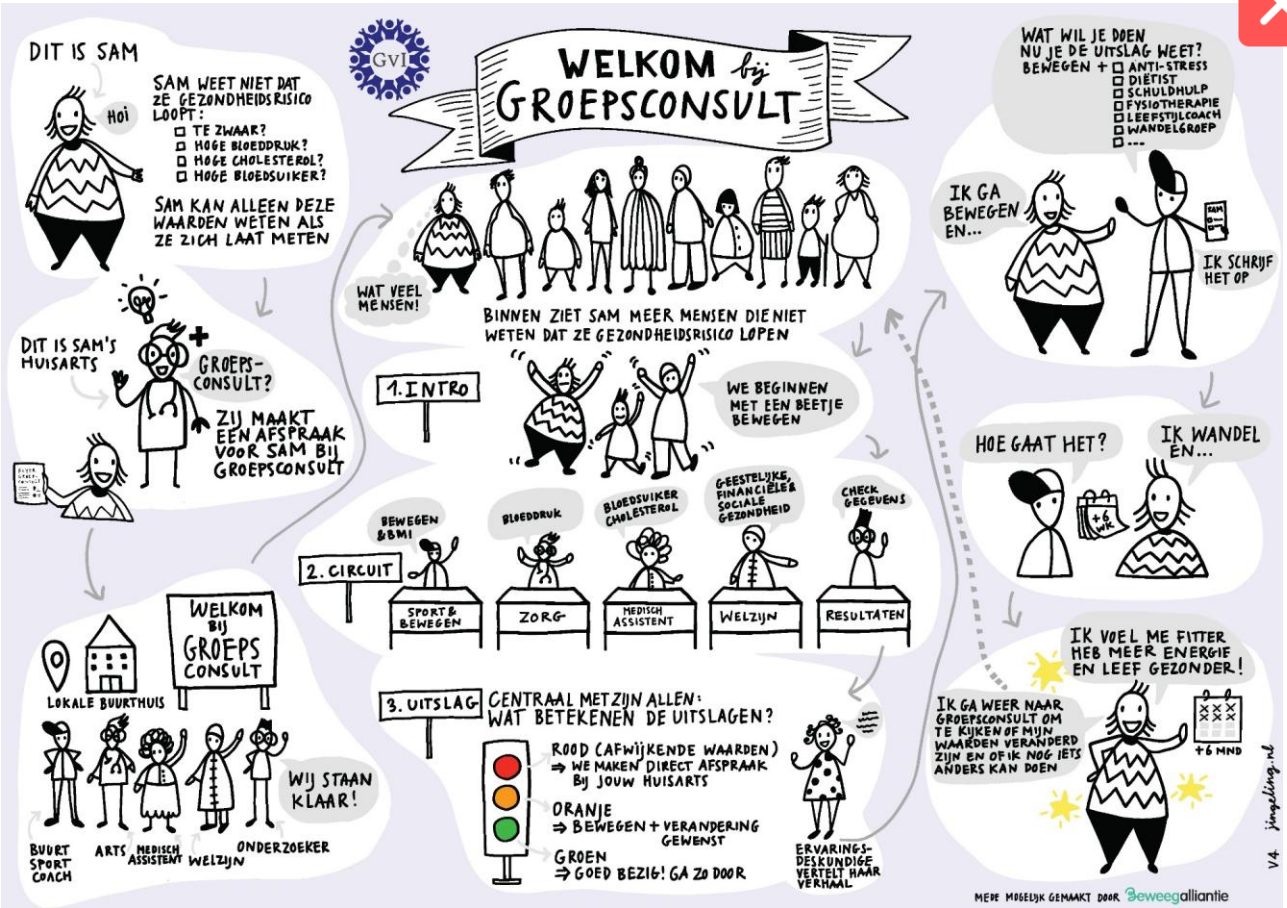 DIT IS SAM
Hoi
SAM WEET NIET DAT
ZE GEZONDHEIDSRISICO
LOOPT:
□ TE ZWAAR?
□ HOGE BLOEDDRUK?
□ HOGE CHOLESTEROL?
□ HOGE BLOEDSUIKER?
SAM KAN ALLEEN DEZE
WAARDEN WETEN ALS
ZE ZICH LAAT METEN
DIT IS SAM'S
HUISARTS
GROEPS-
CONSULT?
ZIJ MAAKT
EEN AFSPRAAK
VOOR SAM BIJ
GROEPSCONSULT
WELKOM
BIJ
GROEPS
CONSULT
LOKALE BUURTHUIS
WIJ STAAN
KLAAR!
BUURT
SPORT
COACH
ARTS
MEDISCH
ASSISTENT
WELZIJN
ONDERZOEKER
GvI
WELKOM bij
GROEPSCONSULT
WAT VEEL
MENSEN!
BINNEN ZIET SAM MEER MENSEN DIE NIET
WETEN DAT ZE GEZONDHEIDSRISICO LOPEN
1. INTRO
WE BEGINNEN
MET EEN BEETJE
BEWEGEN
2. CIRCUIT
BEWEGEN
& BMI
BLOEDDRUK
BLOEDSUIKER
CHOLESTEROL
GEESTELIJKE,
FINANCIËLE &
SOCIALE
GEZONDHEID
CHECK
GEGEVENS
SPORT &
BEWEGEN
ZORG
MEDISCH
ASSISTENT
WELZIJN
RESULTATEN
3. UITSLAG
CENTRAAL MET ZIJN ALLEN:
WAT BETEKENEN DE UITSLAGEN?
ROOD (AFWIJKENDE WAARDEN)
⇒ WE MAKEN DIRECT AFSPRAAK
BIJ JOUW HUISARTS
ORANJE
⇒ BEWEGEN + VERANDERING
GEWENST
GROEN
⇒ GOED BEZIG! GA ZO DOOR
ERVARINGS-
DESKUNDIGE
VERTELT HAAR
VERHAAL
WAT WIL JE DOEN
NU JE DE UITSLAG WEET?
BEWEGEN + □ ANTI-STRESS
□ DIËTIST
□ SCHULDHULP
□ FYSIOTHERAPIE
□ LEEFSTIJLCOACH
□ WANDELGROEP
□ ...
IK GA
BEWEGEN
EN...
SAM
IK SCHRIJF
HET OP
HOE GAAT HET?
+6
WK
IK WANDEL
EN...
IK VOEL ME FITTER
HEB MEER ENERGIE
EN LEEF GEZONDER!
IK GA WEER NAAR
GROEPSCONSULT OM
TE KIJKEN OF MIJN
WAARDEN VERANDERD
ZIJN EN OF IK NOG IETS
ANDERS KAN DOEN
+6 MND
V4 jingeling.nl
MEDE MOGELIJK GEMAAKT DOOR Beweegalliantie